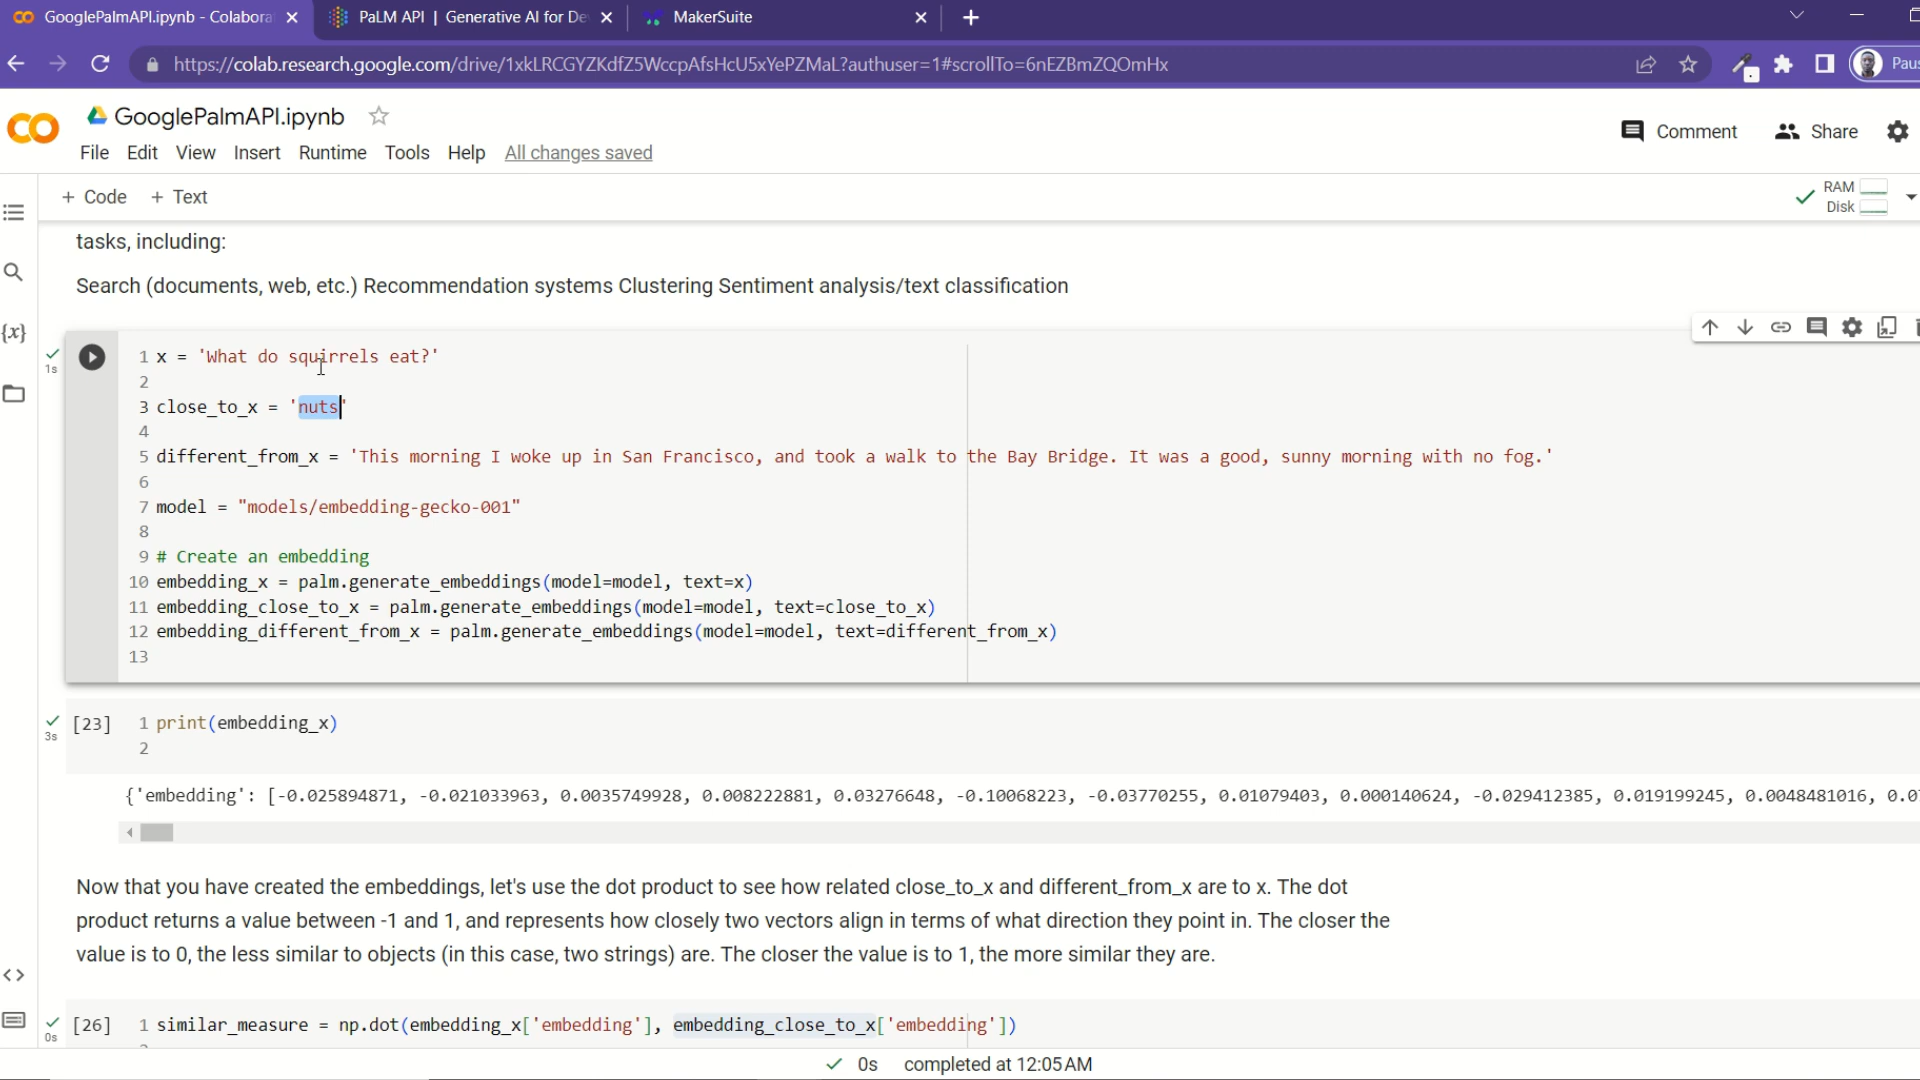 GooglePalmAPI.ipynb - Colabora
PaLM API | Generative AI for De
MakerSuite
https://colab.research.google.com/drive/1xkLRCGYZKdfZ5WccpAfsHcU5xYePZMaL?authuser=1#scrollTo=6nEZBmZQOmHx
Paus
GooglePalmAPI.ipynb
Comment
Share
File Edit View Insert Runtime Tools Help All changes saved
+ Code + Text
RAM
Disk
tasks, including:
Search (documents, web, etc.) Recommendation systems Clustering Sentiment analysis/text classification
{x}
1s
1 x = 'What do squirrels eat?'
2
3 close_to_x = 'nuts'
4
5 different_from_x = 'This morning I woke up in San Francisco, and took a walk to the Bay Bridge. It was a good, sunny morning with no fog.'
6
7 model = "models/embedding-gecko-001"
8
9 # Create an embedding
10 embedding_x = palm.generate_embeddings(model=model, text=x)
11 embedding_close_to_x = palm.generate_embeddings(model=model, text=close_to_x)
12 embedding_different_from_x = palm.generate_embeddings(model=model, text=different_from_x)
13
3s
[23] 1 print(embedding_x)
2
{'embedding': [-0.025894871, -0.021033963, 0.0035749928, 0.008222881, 0.03276648, -0.10068223, -0.03770255, 0.01079403, 0.000140624, -0.029412385, 0.019199245, 0.0048481016, 0.0
Now that you have created the embeddings, let's use the dot product to see how related close_to_x and different_from_x are to x. The dot
product returns a value between -1 and 1, and represents how closely two vectors align in terms of what direction they point in. The closer the
value is to 0, the less similar to objects (in this case, two strings) are. The closer the value is to 1, the more similar they are.
0s
[26] 1 similar_measure = np.dot(embedding_x['embedding'], embedding_close_to_x['embedding'])
0s completed at 12:05 AM